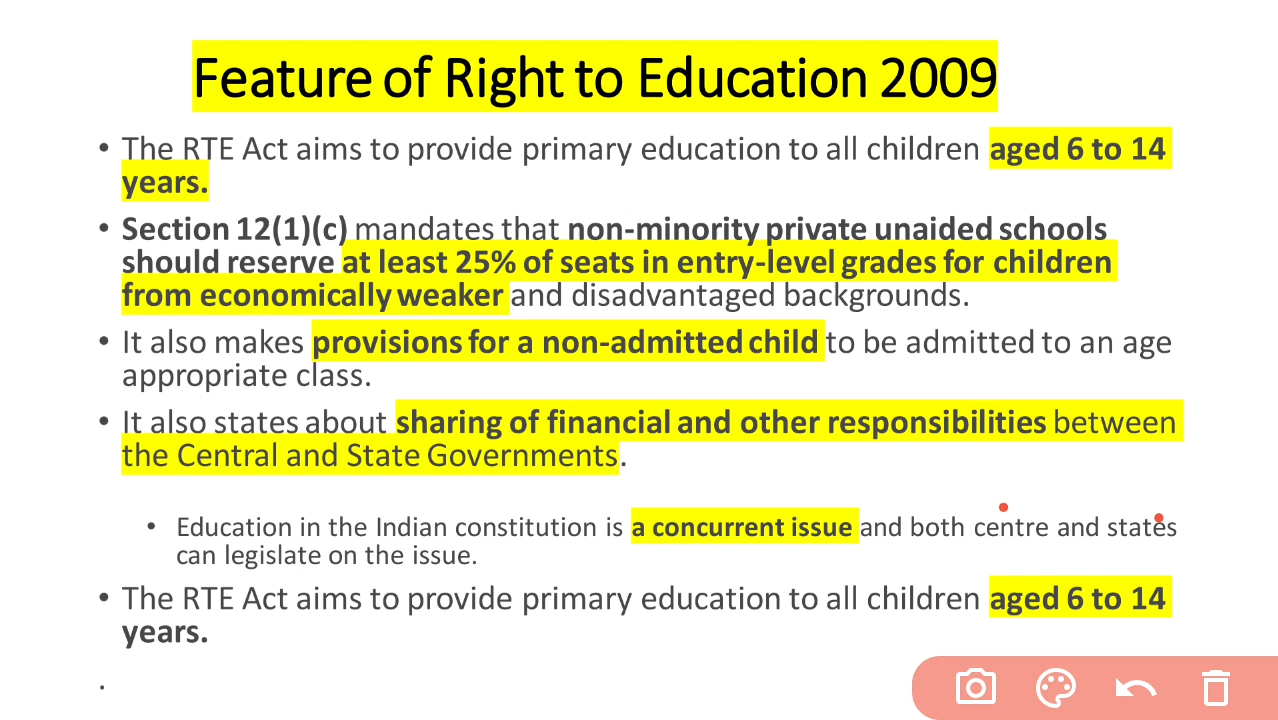 Feature of Right to Education 2009
• The RTE Act aims to provide primary education to all children aged 6 to 14
years.
• Section 12(1)(c) mandates that non-minority private unaided schools
should reserve at least 25% of seats in entry-level grades for children
from economically weaker and disadvantaged backgrounds.
• It also makes provisions for a non-admitted child to be admitted to an age
appropriate class.
• It also states about sharing of financial and other responsibilities between
the Central and State Governments.
• Education in the Indian constitution is a concurrent issue and both centre and states
can legislate on the issue.
• The RTE Act aims to provide primary education to all children aged 6 to 14
years.
.